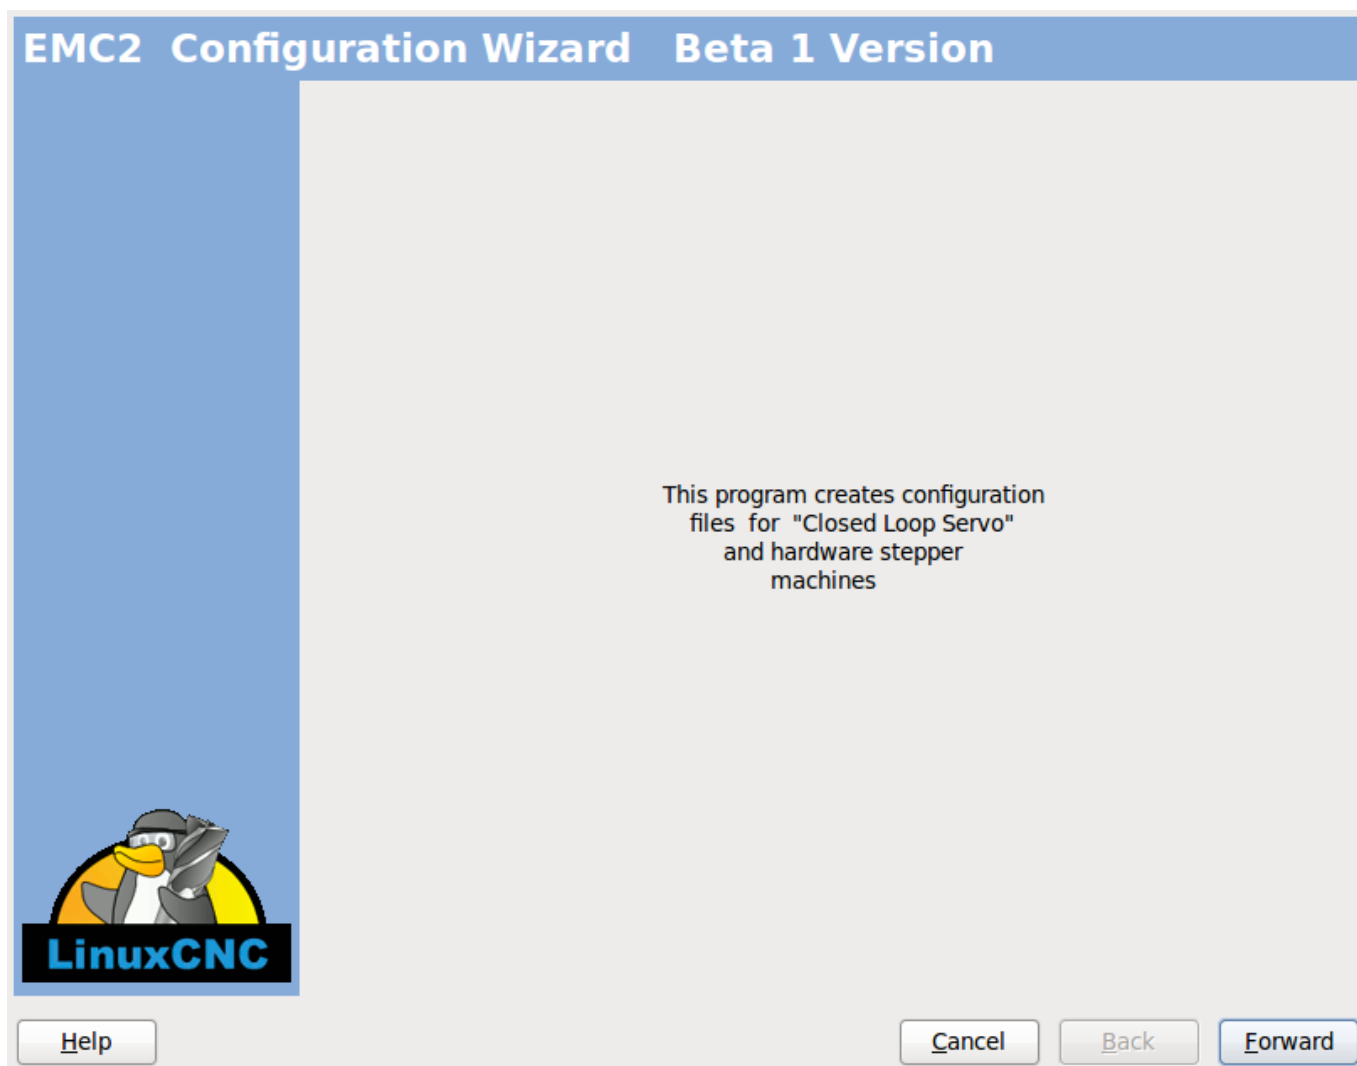 EMC2  Configuration Wizard   Beta 1 Version
This program creates configuration
files  for  "Closed Loop Servo"
and hardware stepper
machines
LinuxCNC
Help
Cancel
Back
Forward